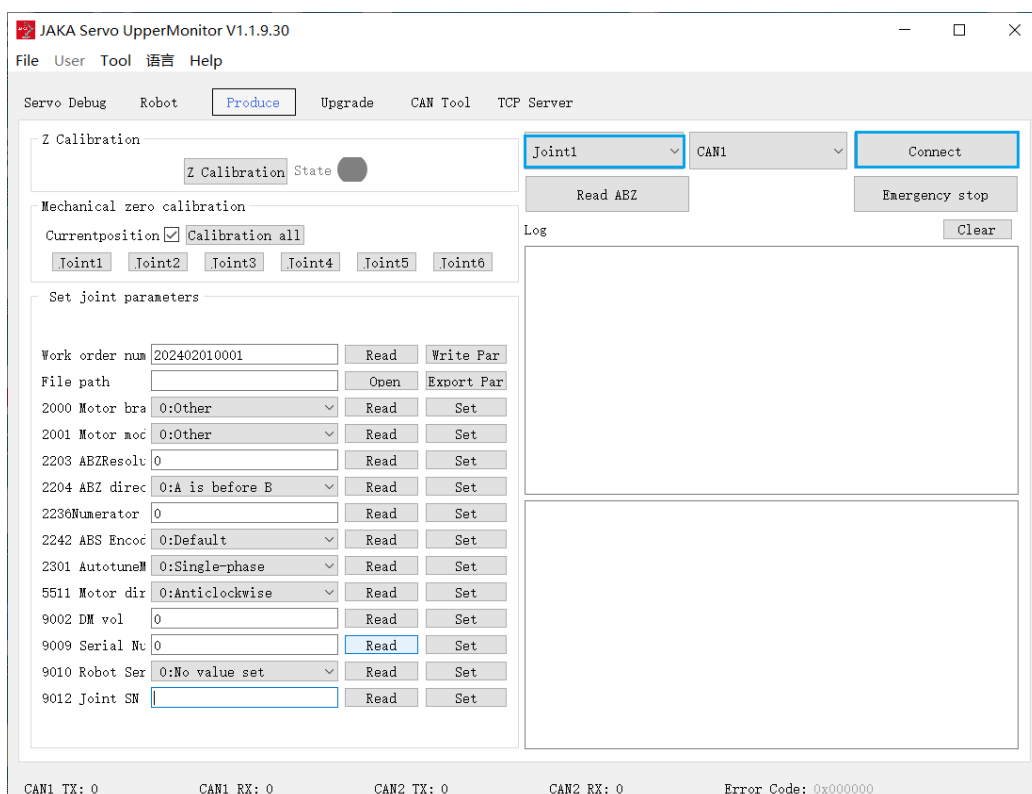 JAKA Servo UpperMonitor V1.1.9.30
File User Tool 语言 Help
Servo Debug Robot Produce Upgrade CAN Tool TCP Server
Z Calibration
Z Calibration State
Joint1 CAN1 Connect
Read ABZ Emergency stop
Mechanical zero calibration
Currentposition Calibration all
Joint1 Joint2 Joint3 Joint4 Joint5 Joint6
Log Clear
Set joint parameters
Work order num 202402010001 Read Write Par
File path Open Export Par
2000 Motor bra 0:Other Read Set
2001 Motor mod 0:Other Read Set
2203 ABZResolu 0 Read Set
2204 ABZ direc 0:A is before B Read Set
2236Numerator 0 Read Set
2242 ABS Encod 0:Default Read Set
2301 AutotuneM 0:Single-phase Read Set
5511 Motor dir 0:Anticlockwise Read Set
9002 DM vol 0 Read Set
9009 Serial Nu 0 Read Set
9010 Robot Ser 0:No value set Read Set
9012 Joint SN Read Set
CAN1 TX: 0 CAN1 RX: 0 CAN2 TX: 0 CAN2 RX: 0 Error Code: 0x000000